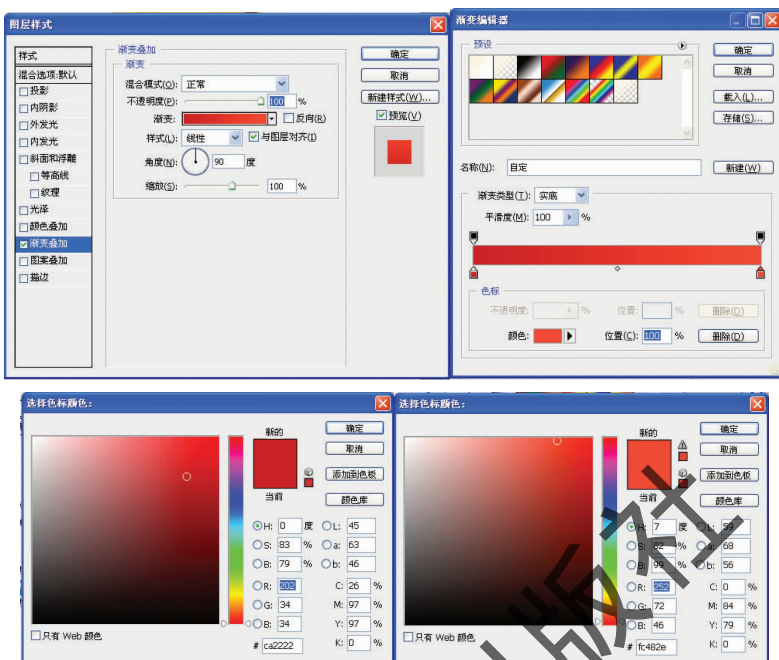 图层样式
样式
混合选项:默认
投影
内阴影
外发光
内发光
斜面和浮雕
等高线
纹理
光泽
颜色叠加
渐变叠加
图案叠加
描边
渐变叠加
渐变
混合模式(O): 正常
不透明度(P): 100 %
渐变: 反向(R)
样式(L): 线性 与图层对齐(I)
角度(N): 90 度
缩放(S): 100 %
确定
取消
新建样式(W)...
预览(V)
渐变编辑器
预设
确定
取消
载入(L)...
存储(S)...
名称(N): 自定 新建(W)
渐变类型(T): 实底
平滑度(M): 100 %
色标
不透明度: % 位置: % 删除(D)
颜色: 位置(C): 100 % 删除(D)
选择色标颜色:
新的
当前
确定
取消
添加到色板
颜色库
H: 0 度 L: 45
S: 83 % a: 63
B: 79 % b: 46
R: 202 C: 26 %
G: 34 M: 97 %
B: 34 Y: 97 %
# ca2222 K: 0 %
只有 Web 颜色
选择色标颜色:
新的
当前
确定
取消
添加到色板
颜色库
H: 7 度 L: 59
S: 82 % a: 68
B: 99 % b: 56
R: 252 C: 0 %
G: 72 M: 84 %
B: 46 Y: 79 %
# fc482e K: 0 %
只有 Web 颜色
版社